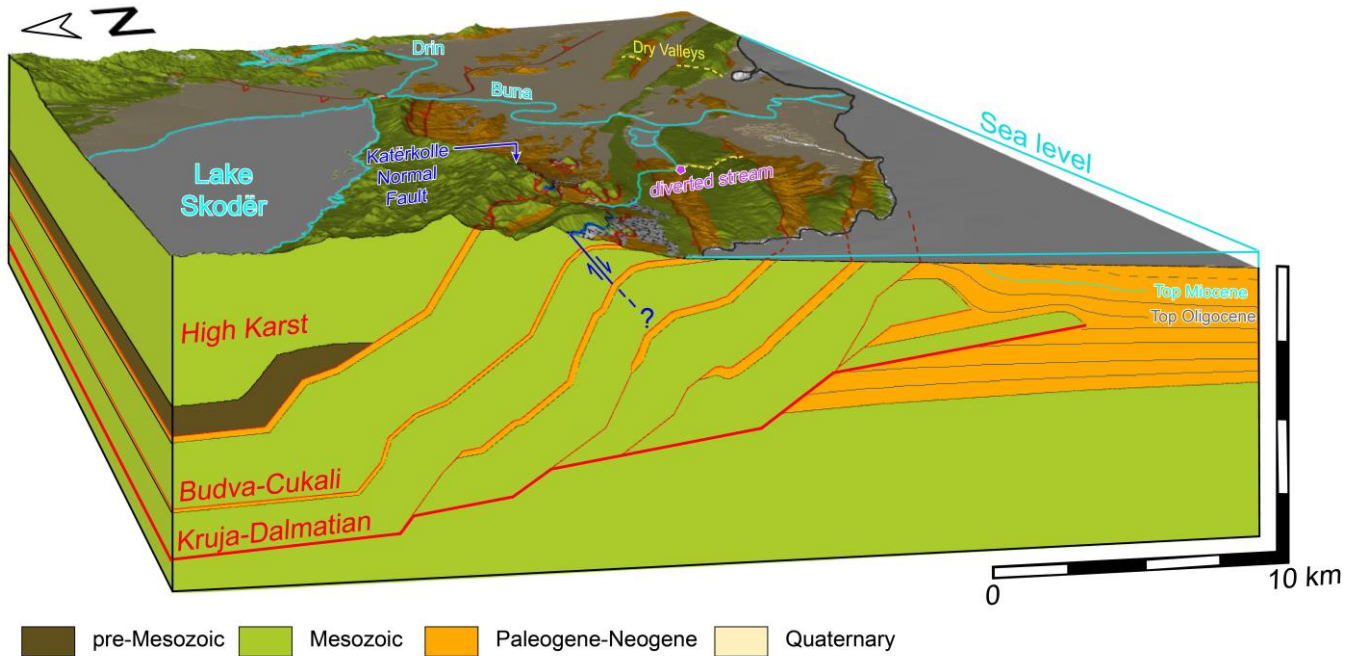 N
Drin
Dry Valleys
Buna
Sea level
Katërkolle
Normal
Fault
Lake
Skodër
diverted stream
?
High Karst
Top Miocene
Top Oligocene
Budva-Cukali
Kruja-Dalmatian
0
10 km
pre-Mesozoic
Mesozoic
Paleogene-Neogene
Quaternary